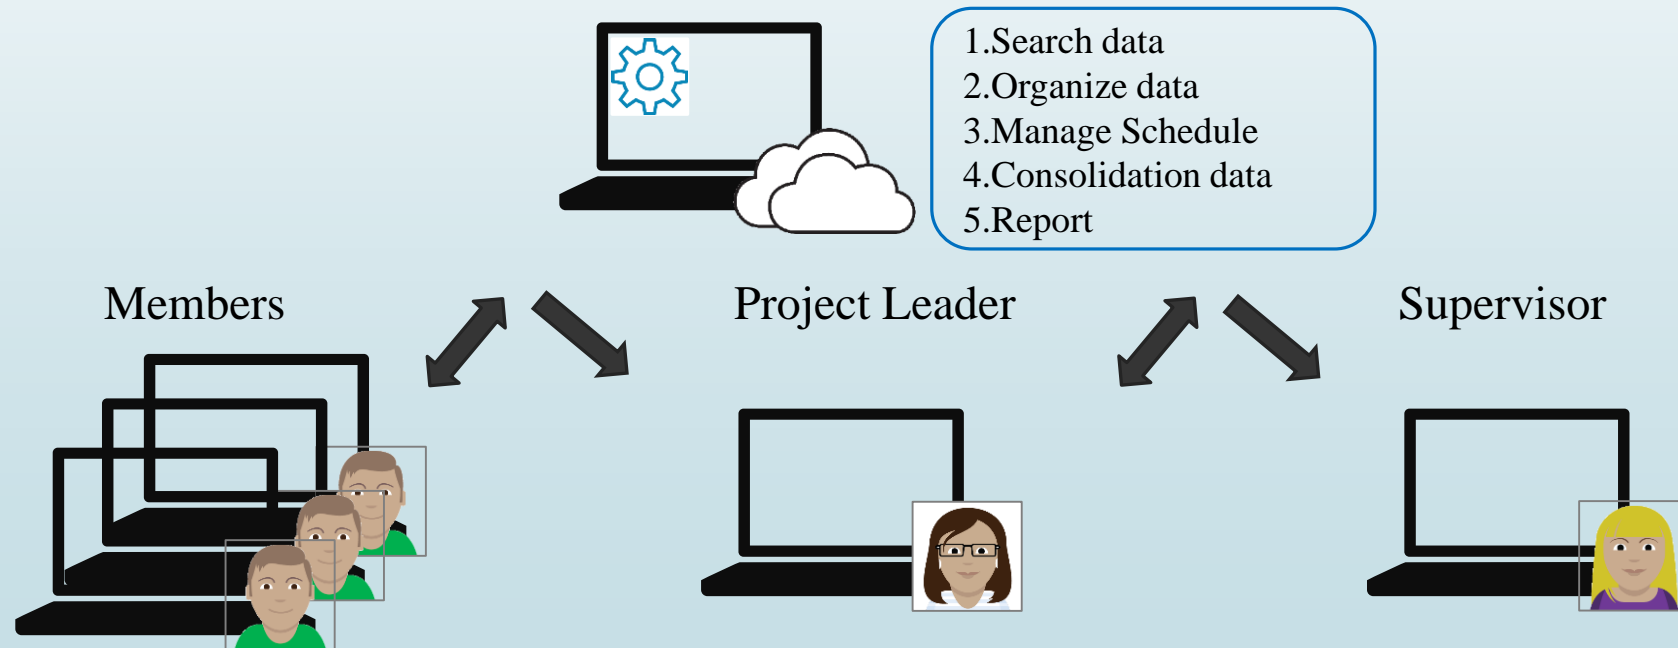 1.Search data
2.Organize data
3.Manage Schedule
4.Consolidation data
5.Report
Members
Project Leader
Supervisor